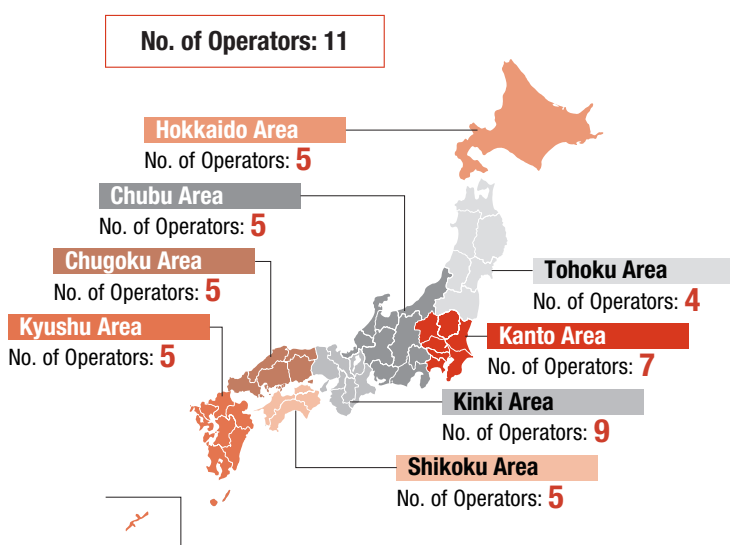 No. of Operators: 11
Hokkaido Area
No. of Operators: 5
Chubu Area
No. of Operators: 5
Chugoku Area
No. of Operators: 5
Kyushu Area
No. of Operators: 5
Tohoku Area
No. of Operators: 4
Kanto Area
No. of Operators: 7
Kinki Area
No. of Operators: 9
Shikoku Area
No. of Operators: 5